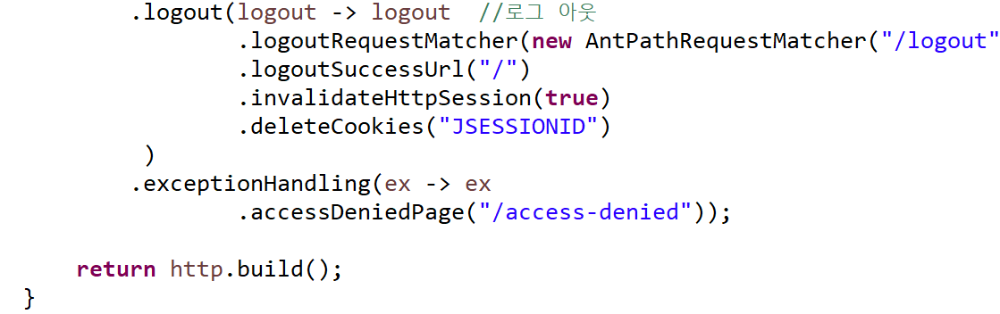 .logout(logout -> logout //로그 아웃
.logoutRequestMatcher(new AntPathRequestMatcher("/logout"
.logoutSuccessUrl("/")
.invalidateHttpSession(true)
.deleteCookies("JSESSIONID")
)
.exceptionHandling(ex -> ex
.accessDeniedPage("/access-denied"));
return http.build();
}